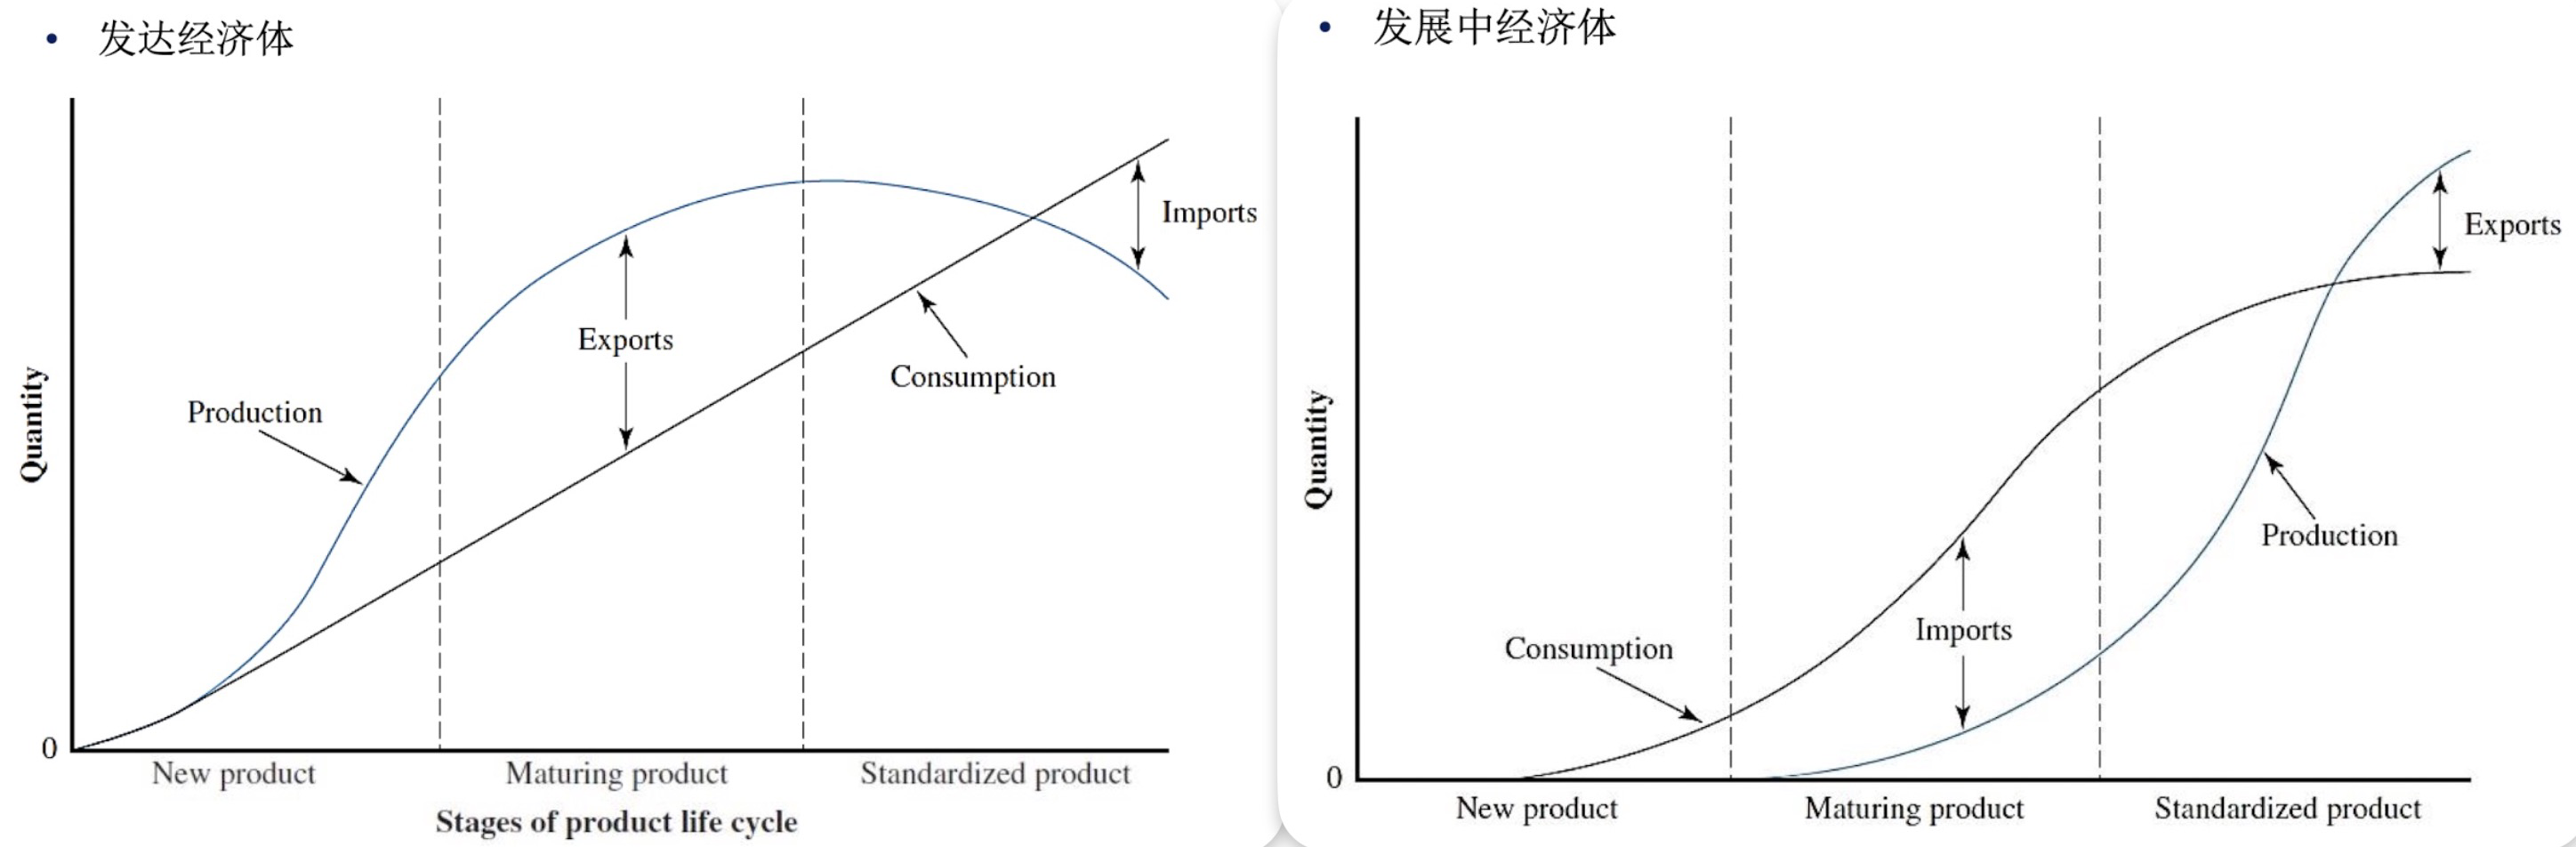 • 发达经济体
Quantity
Production
Exports
Consumption
Imports
0
New product
Maturing product
Standardized product
Stages of product life cycle
• 发展中经济体
Quantity
Consumption
Imports
Production
Exports
0
New product
Maturing product
Standardized product